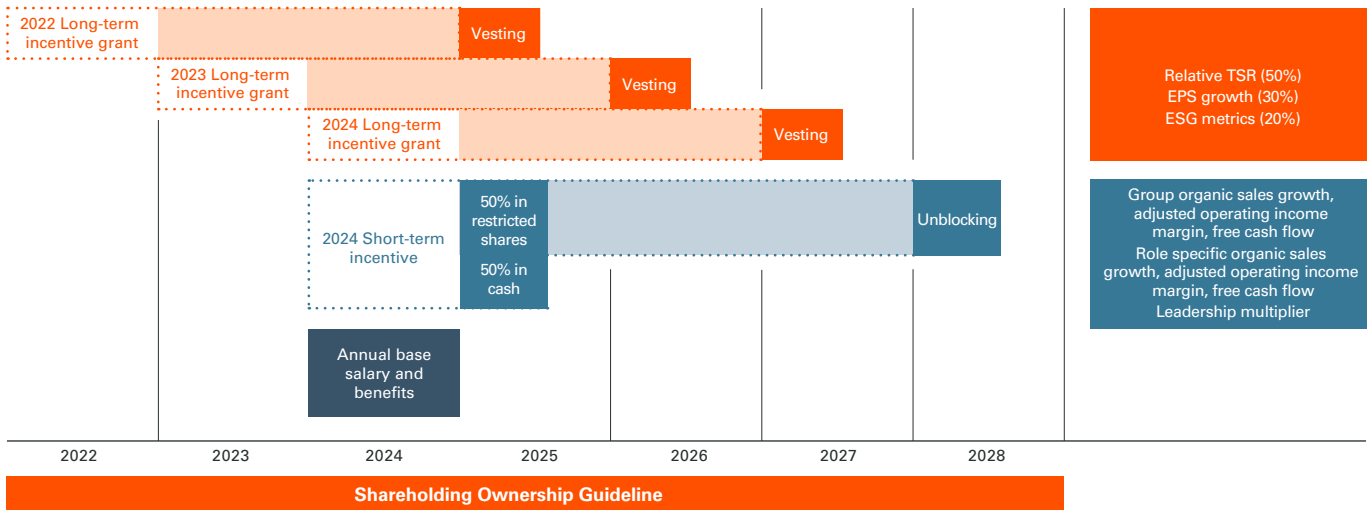 2022 Long-term
incentive grant
Vesting
2023 Long-term
incentive grant
Vesting
2024 Long-term
incentive grant
Vesting
Relative TSR (50%)
EPS growth (30%)
ESG metrics (20%)
2024 Short-term
incentive
50% in
restricted
shares
50% in
cash
Unblocking
Group organic sales growth,
adjusted operating income
margin, free cash flow
Role specific organic sales
growth, adjusted operating income
margin, free cash flow
Leadership multiplier
Annual base
salary and
benefits
2022
2023
2024
2025
2026
2027
2028
Shareholding Ownership Guideline